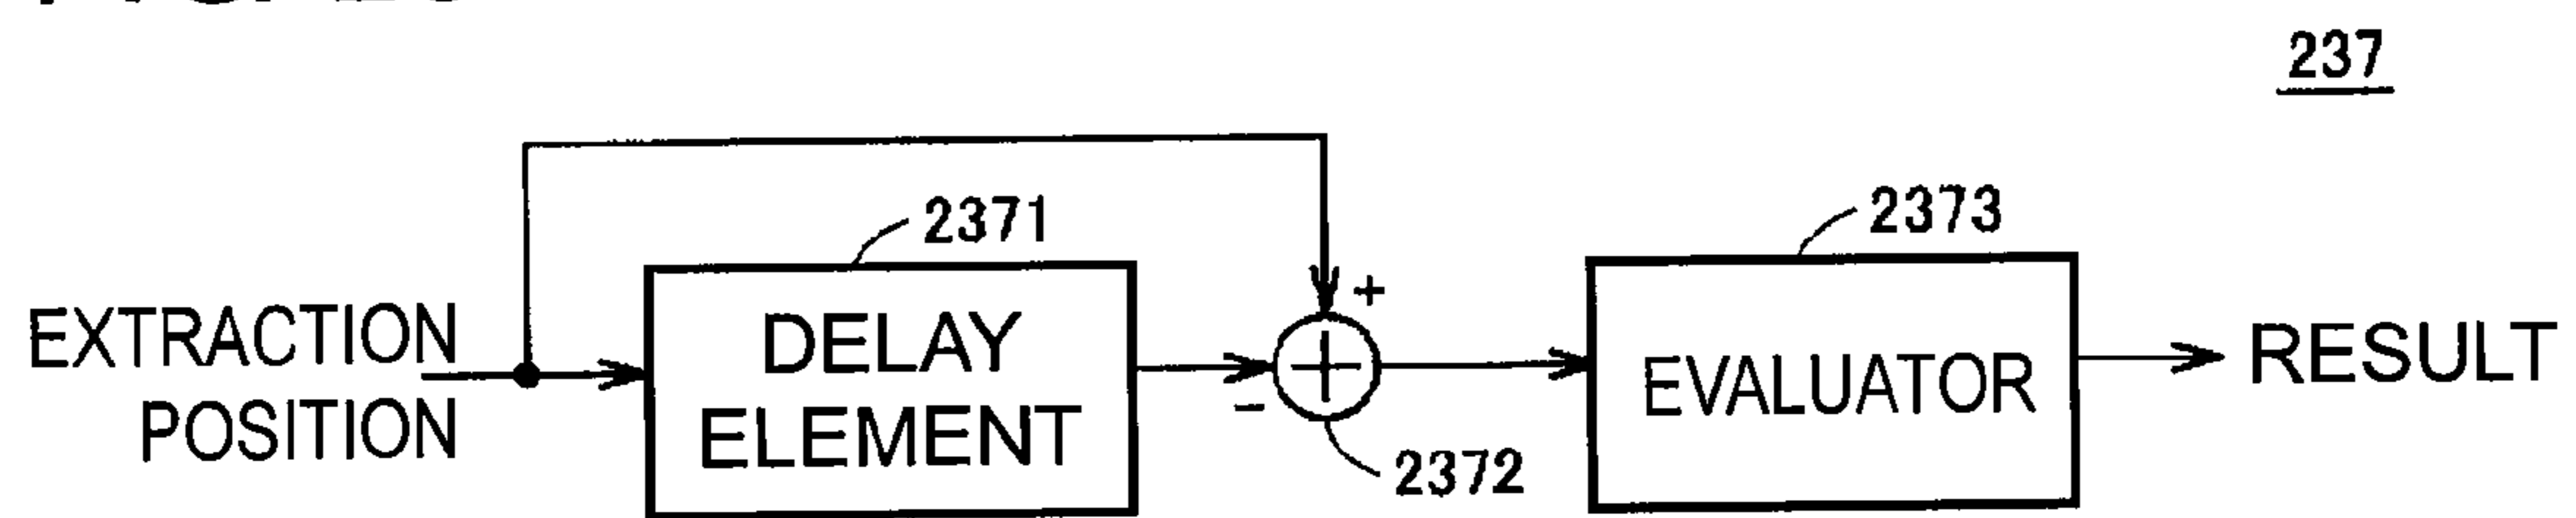 237
2371
2373
EXTRACTION
POSITION
DELAY
ELEMENT
+
-
2372
EVALUATOR
RESULT